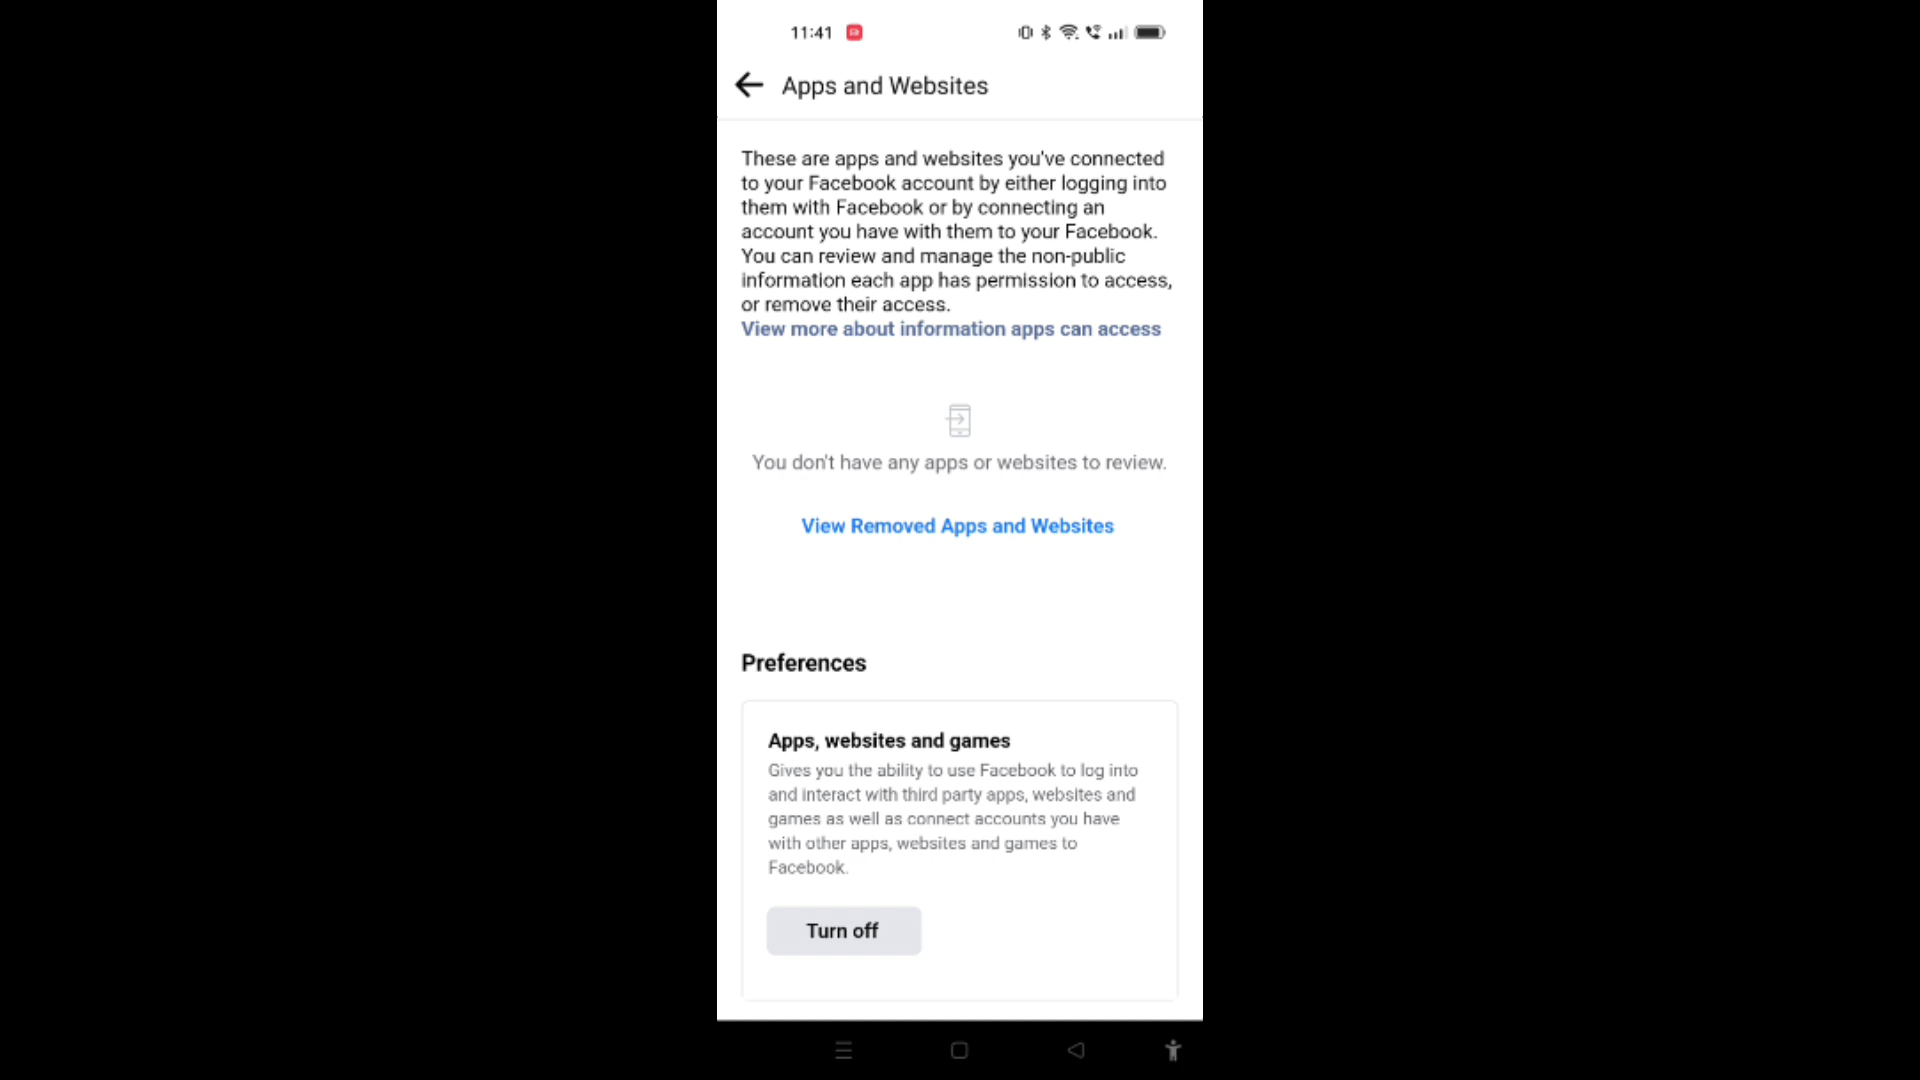 11:41
Apps and Websites
These are apps and websites you've connected
to your Facebook account by either logging into
them with Facebook or by connecting an
account you have with them to your Facebook.
You can review and manage the non-public
information each app has permission to access,
or remove their access.
View more about information apps can access
You don't have any apps or websites to review.
View Removed Apps and Websites
Preferences
Apps, websites and games
Gives you the ability to use Facebook to log into
and interact with third party apps, websites and
games as well as connect accounts you have
with other apps, websites and games to
Facebook.
Turn off